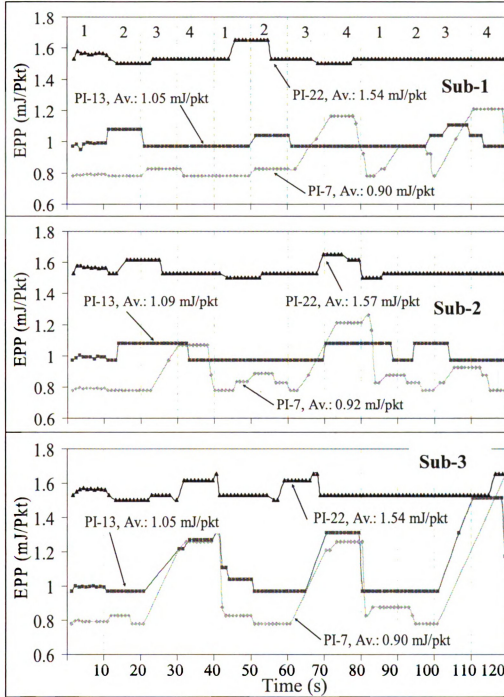 1.8
1 2 3 4 1 2 3 4 1 2 3 4
1.6
PI-22, Av.: 1.54 mJ/pkt
1.4
Sub-1
PI-13, Av.: 1.05 mJ/pkt
1.2
1
0.8
PI-7, Av.: 0.90 mJ/pkt
0.6
EPP (mJ/Pkt)
1.8
1.6
PI-13, Av.: 1.09 mJ/pkt
PI-22, Av.: 1.57 mJ/pkt
1.4
Sub-2
1.2
1
0.8
PI-7, Av.: 0.92 mJ/pkt
0.6
EPP (mJ/Pkt)
1.8
Sub-3
1.6
PI-13, Av.: 1.05 mJ/pkt
PI-22, Av.: 1.54 mJ/pkt
1.4
1.2
1
0.8
PI-7, Av.: 0.90 mJ/pkt
0.6
EPP (mJ/Pkt)
0 10 20 30 40 50 60 70 80 90 100 110 120
Time (s)